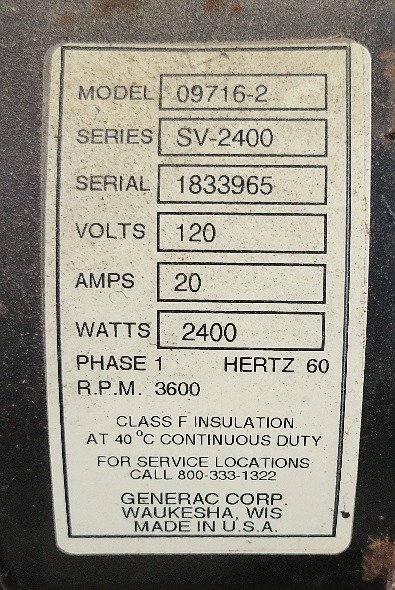 MODEL 09716-2
SERIES SV-2400
SERIAL 1833965
VOLTS 120
AMPS 20
WATTS 2400
PHASE 1 HERTZ 60
R.P.M. 3600
CLASS F INSULATION
AT 40 °C CONTINUOUS DUTY
FOR SERVICE LOCATIONS
CALL 800-333-1322
GENERAC CORP.
WAUKESHA, WIS
MADE IN U.S.A.